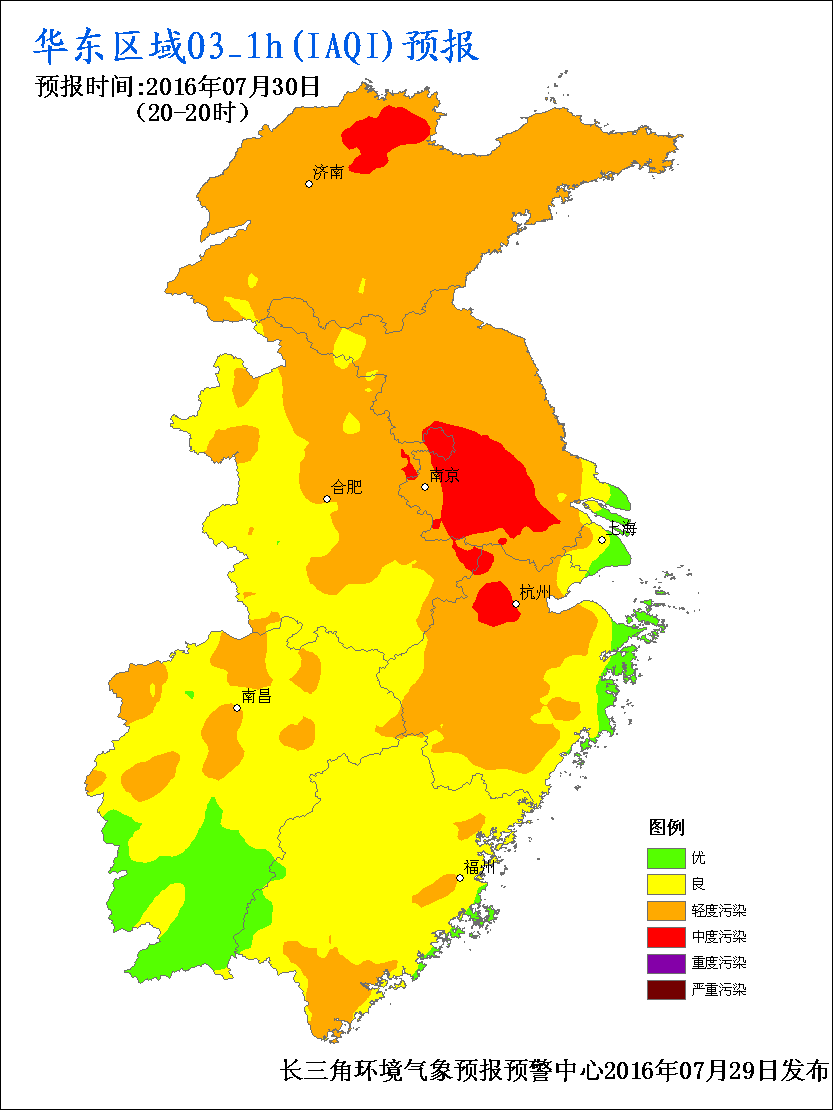 华东区域O3_1h(IAQI)预报
预报时间:2016年07月30日
(20-20时)
济南
南京
合肥
上海
杭州
南昌
福州
图例
优
良
轻度污染
中度污染
重度污染
严重污染
长三角环境气象预报预警中心2016年07月29日发布